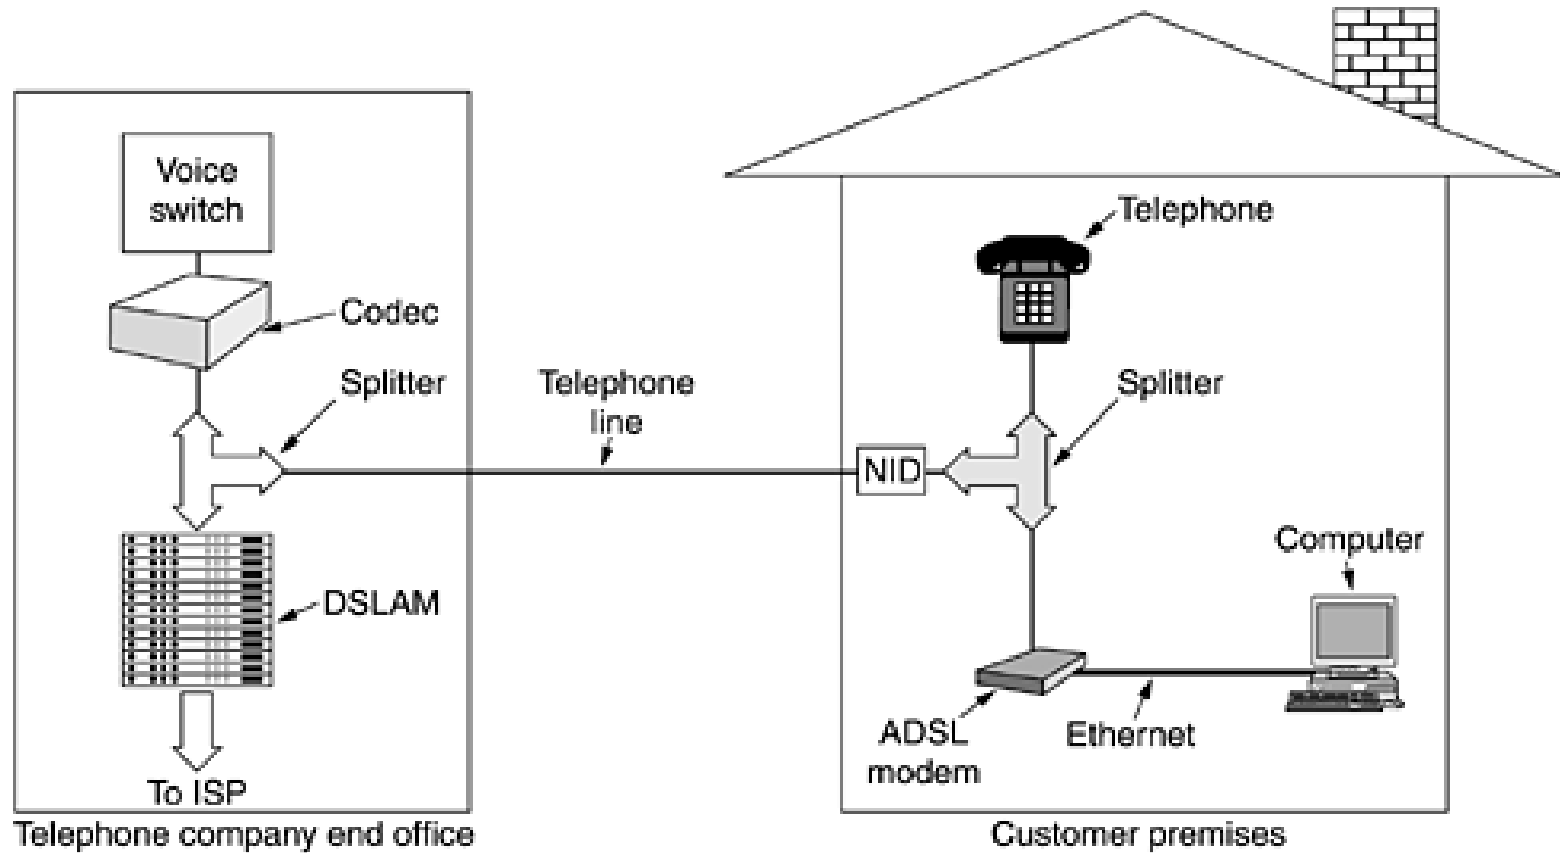 Voice
switch
Codec
Splitter
DSLAM
To ISP
Telephone company end office
Telephone
line
Telephone
Splitter
NID
Computer
ADSL
modem
Ethernet
Customer premises